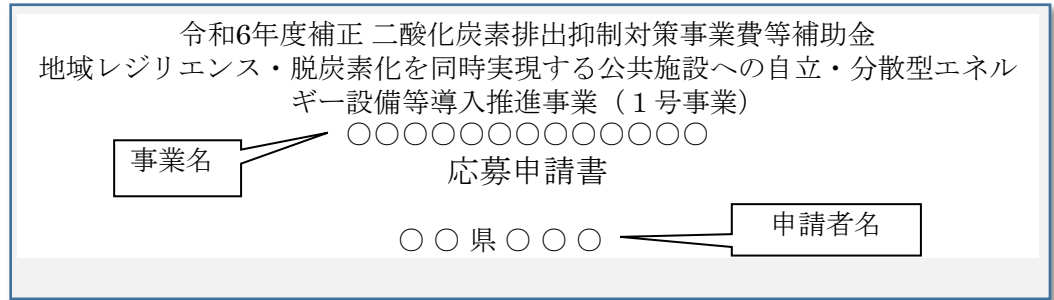 令和6年度補正 二酸化炭素排出抑制対策事業費等補助金
地域レジリエンス・脱炭素化を同時実現する公共施設への自立・分散型エネル
ギー設備等導入推進事業（１号事業）
○○○○○○○○○○○○○
事業名
応募申請書
申請者名
○○県○○○